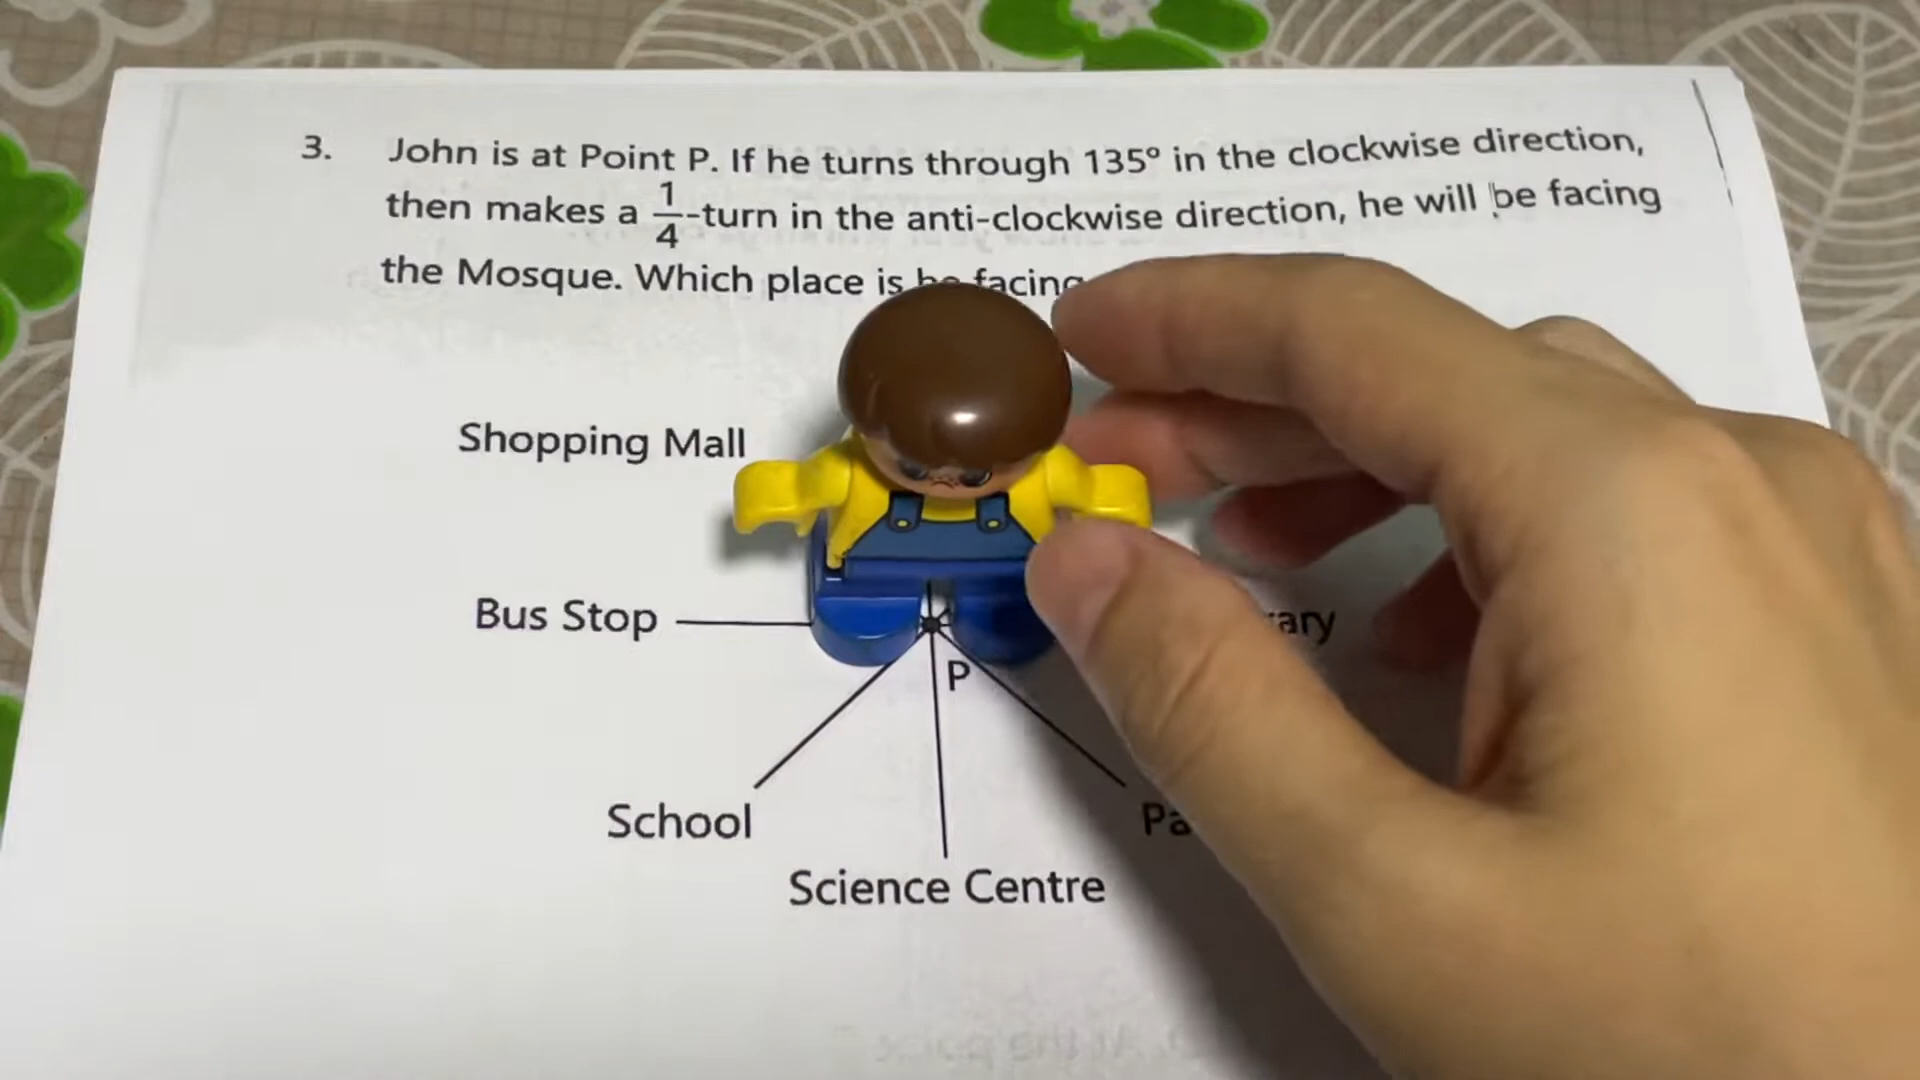 3. John is at Point P. If he turns through 135° in the clockwise direction,
then makes a 1/4-turn in the anti-clockwise direction, he will be facing
the Mosque. Which place is he facing
Shopping Mall
Bus Stop
P
School
Science Centre